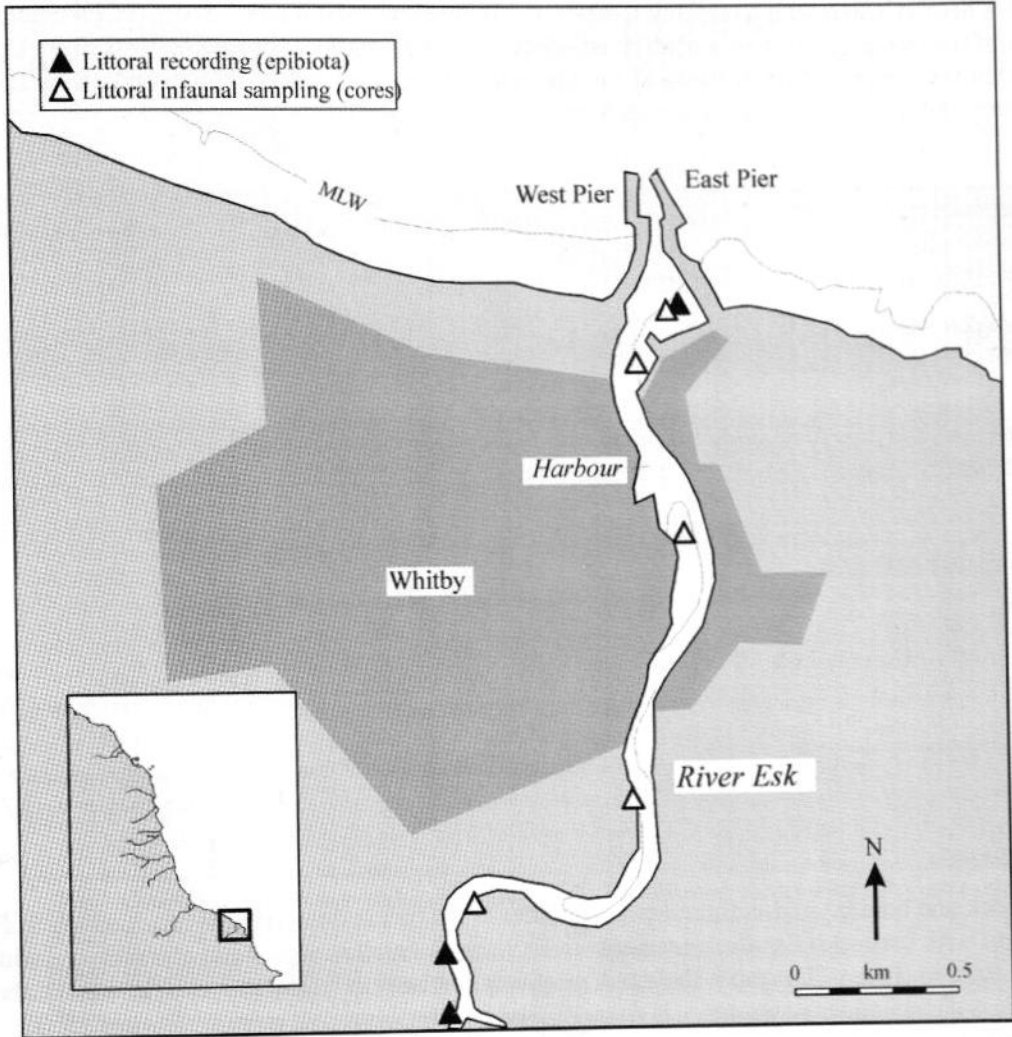 Littoral recording (epibiota)
Littoral infaunal sampling (cores)
MLW
West Pier
East Pier
Harbour
Whitby
River Esk
N
0 km 0.5